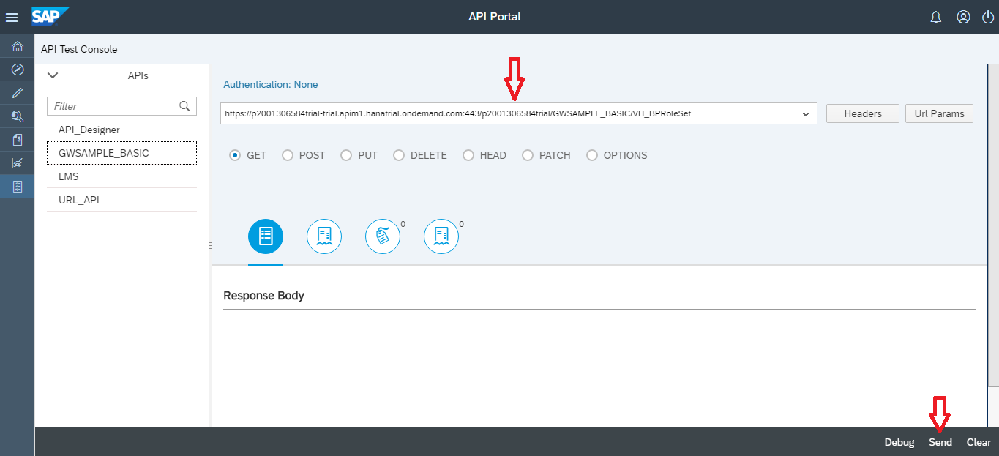 SAP
API Portal
API Test Console
APIs
Filter
API_Designer
GWSAMPLE_BASIC
LMS
URL_API
Authentication: None
https://p2001306584trial-trial.apim1.hanatrial.ondemand.com:443/p2001306584trial/GWSAMPLE_BASIC/VH_BPRoleSet
Headers
Url Params
GET POST PUT DELETE HEAD PATCH OPTIONS
0 0
Response Body
Debug Send Clear